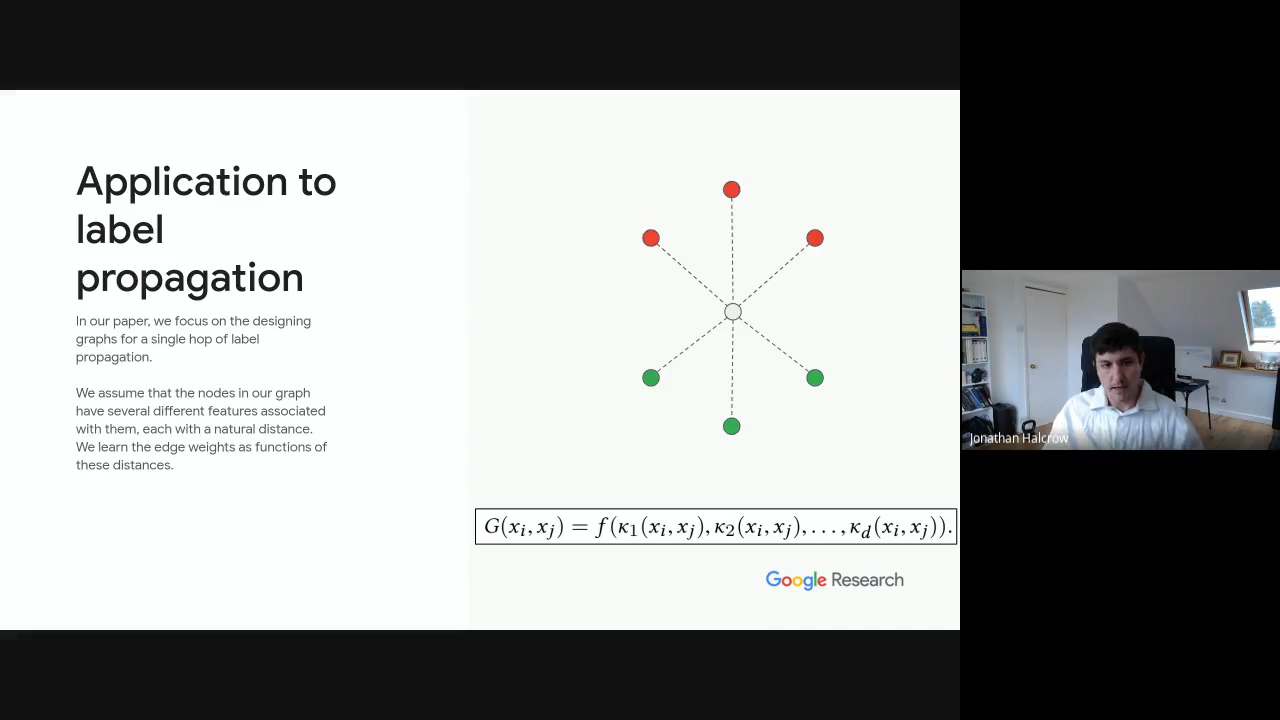 Application to
label
propagation
In our paper, we focus on the designing
graphs for a single hop of label
propagation.
We assume that the nodes in our graph
have several different features associated
with them, each with a natural distance.
We learn the edge weights as functions of
these distances.
G(x_i, x_j) = f(κ_1(x_i, x_j), κ_2(x_i, x_j), . . . , κ_d(x_i, x_j)).
Google Research
Jonathan Halcrow